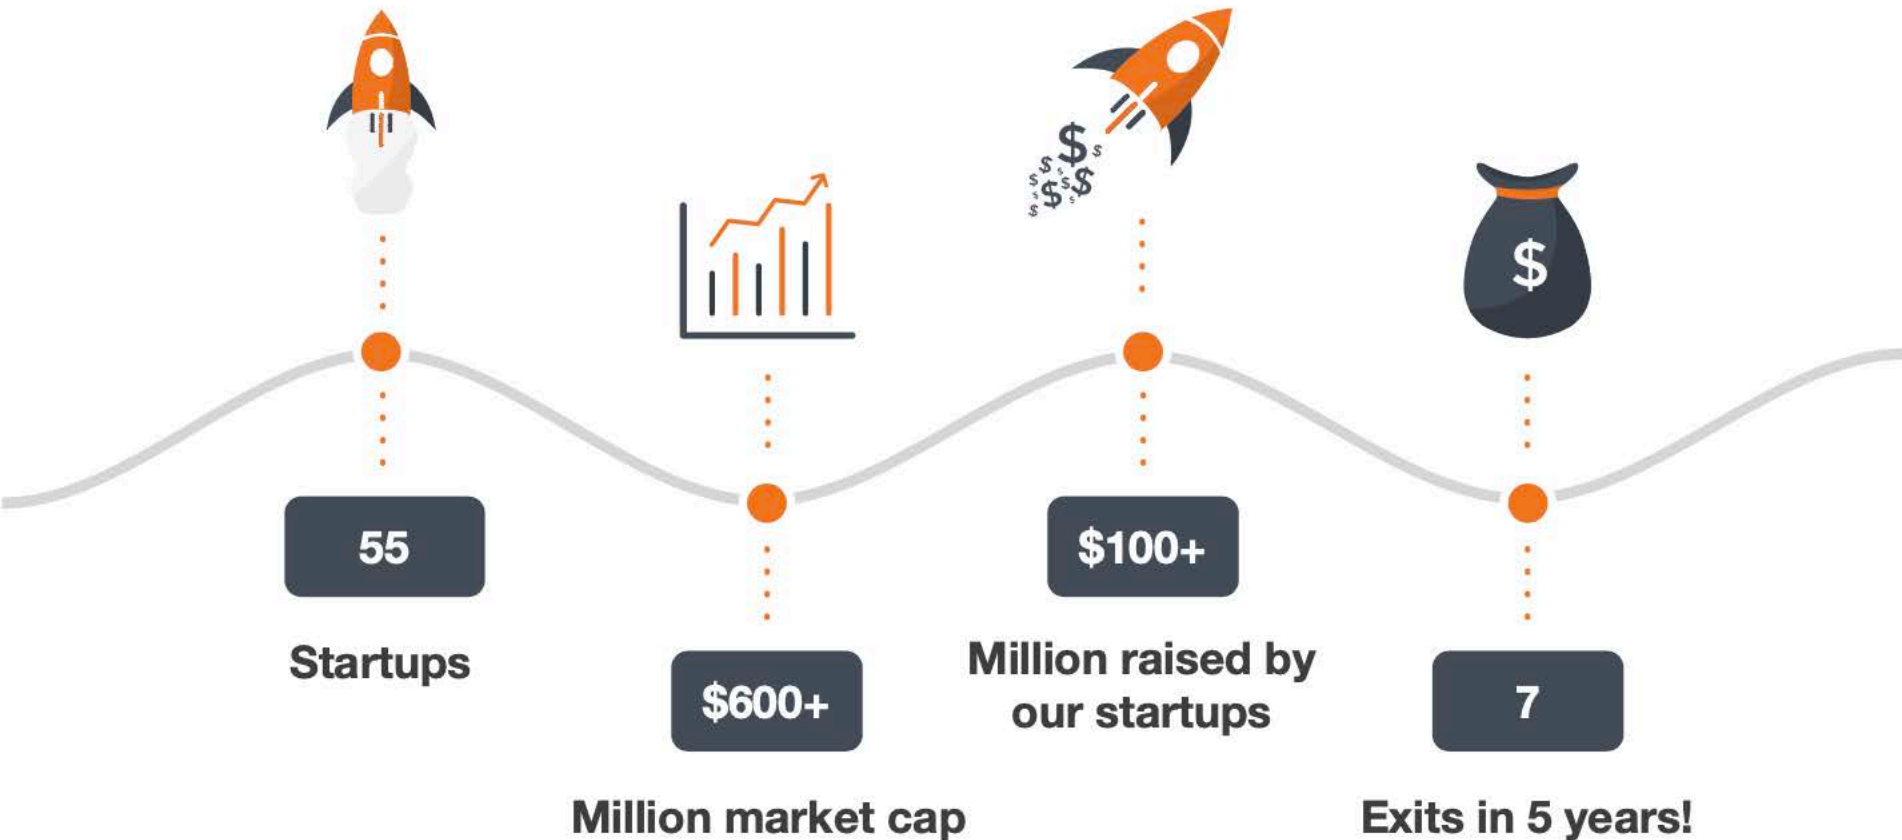 55
Startups
$600+
Million market cap
$100+
Million raised by
our startups
7
Exits in 5 years!
$